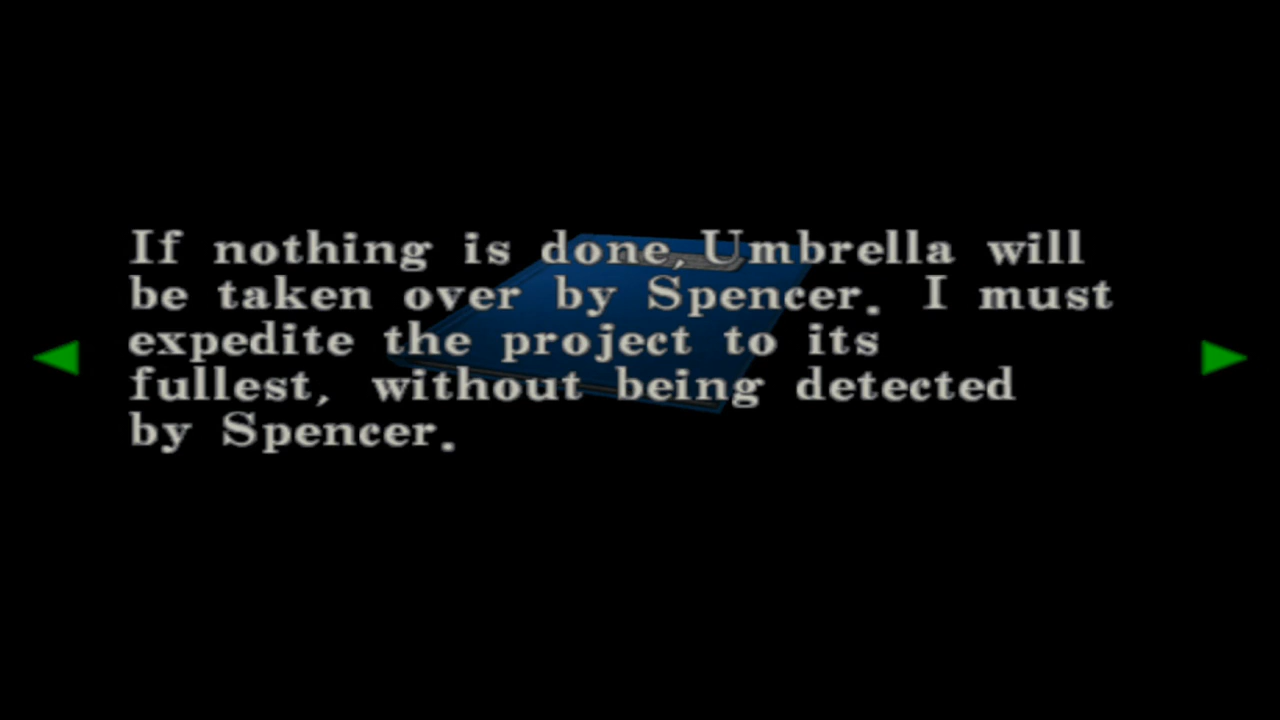 If nothing is done,Umbrella will
be taken over by Spencer. I must
expedite the project to its
fullest, without being detected
by Spencer.